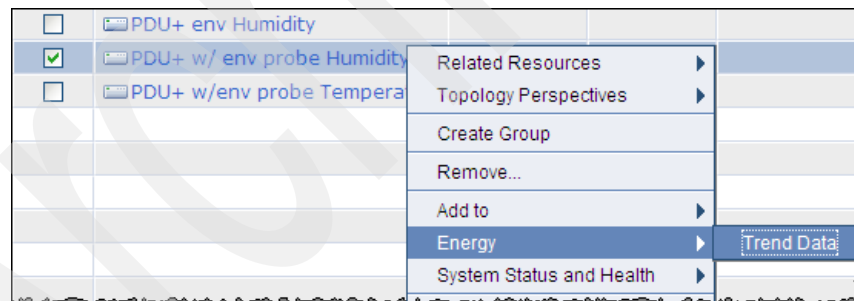 PDU+ env Humidity
PDU+ w/ env probe Humidity
PDU+ w/env probe Tempera
Related Resources
Topology Perspectives
Create Group
Remove...
Add to
Energy
Trend Data
System Status and Health